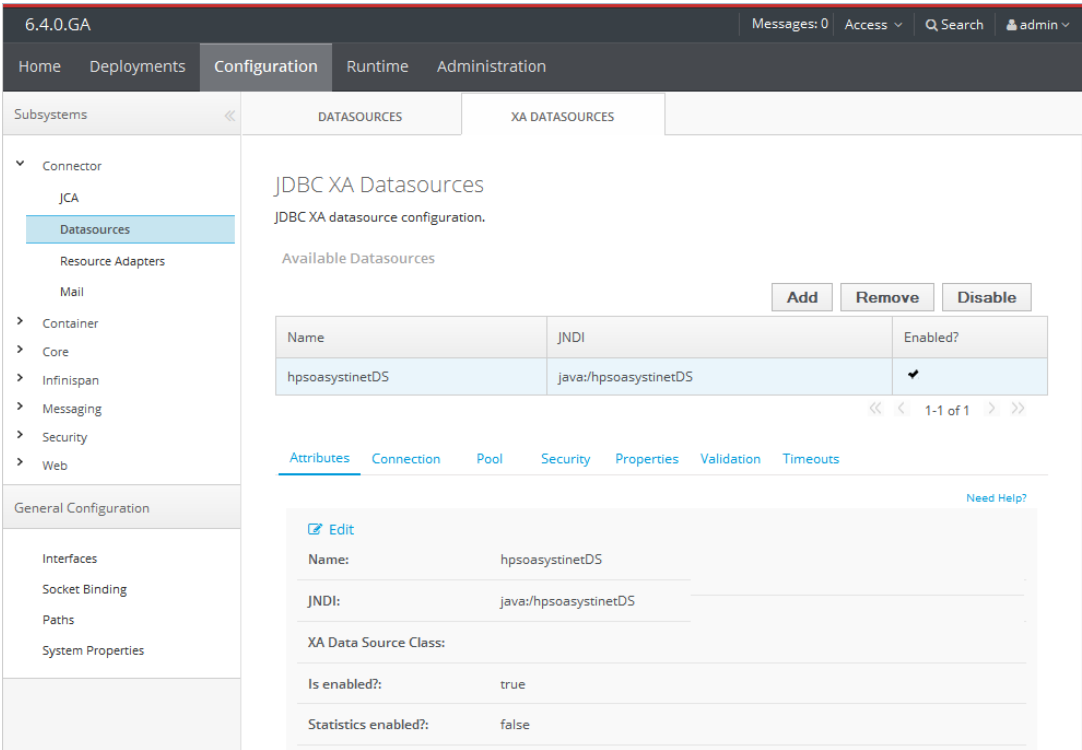 6.4.0.GA Messages: 0 Access Search admin
Home Deployments Configuration Runtime Administration
Subsystems
Connector
JCA
Datasources
Resource Adapters
Mail
Container
Core
Infinispan
Messaging
Security
Web
General Configuration
Interfaces
Socket Binding
Paths
System Properties
DATASOURCES XA DATASOURCES
JDBC XA Datasources
JDBC XA datasource configuration.
Available Datasources
Add Remove Disable
Name JNDI Enabled?
hpsoasystinetDS java:/hpsoasystinetDS
1-1 of 1
Attributes Connection Pool Security Properties Validation Timeouts
Need Help?
Edit
Name: hpsoasystinetDS
JNDI: java:/hpsoasystinetDS
XA Data Source Class:
Is enabled?: true
Statistics enabled?: false